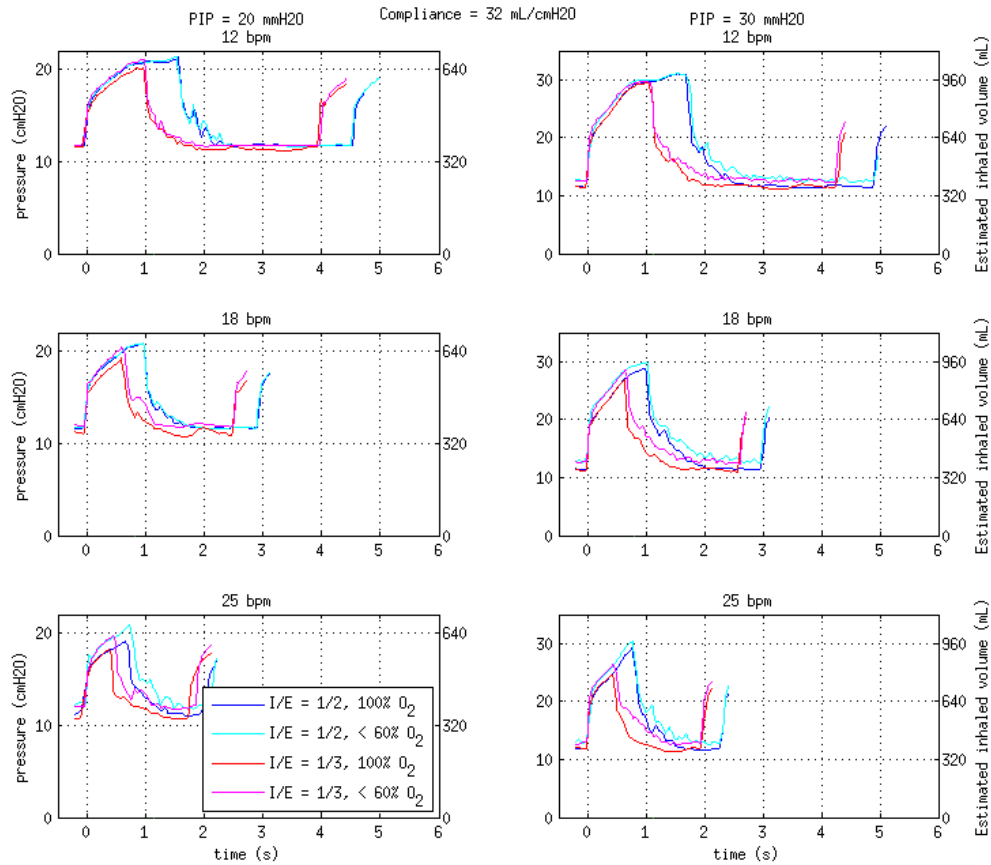 Compliance = 32 mL/cmH2O
PIP = 20 mmH2O
PIP = 30 mmH2O
12 bpm
12 bpm
pressure (cmH2O)
20
10
0
640
320
0
0 1 2 3 4 5 6
30
20
10
0
960
640
320
0
0 1 2 3 4 5 6
Estimated inhaled volume (mL)
18 bpm
18 bpm
pressure (cmH2O)
20
10
0
640
320
0
0 1 2 3 4 5 6
30
20
10
0
960
640
320
0
0 1 2 3 4 5 6
Estimated inhaled volume (mL)
25 bpm
25 bpm
pressure (cmH2O)
20
10
0
640
320
0
0 1 2 3 4 5 6
time (s)
I/E = 1/2, 100% O2
I/E = 1/2, < 60% O2
I/E = 1/3, 100% O2
I/E = 1/3, < 60% O2
30
20
10
0
960
640
320
0
0 1 2 3 4 5 6
time (s)
Estimated inhaled volume (mL)